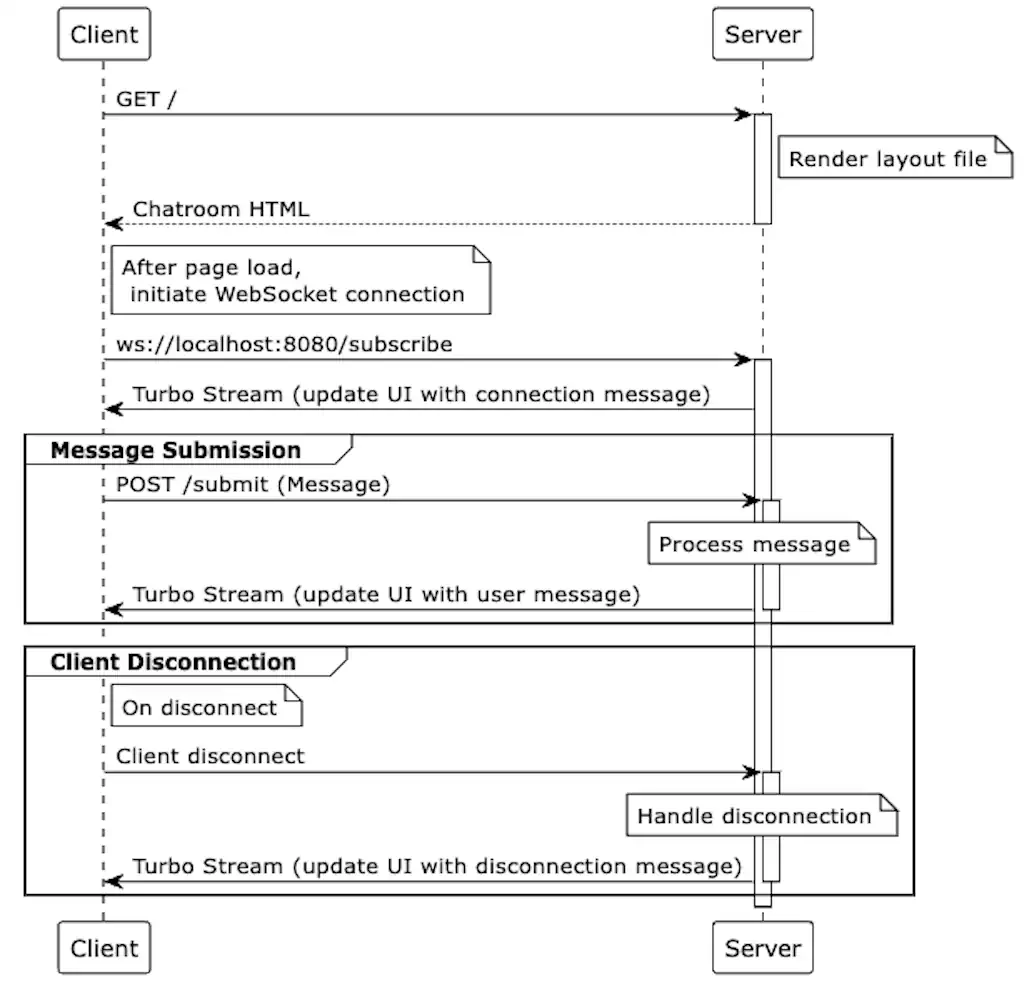 Client
Server
GET /
Render layout file
Chatroom HTML
After page load,
initiate WebSocket connection
ws://localhost:8080/subscribe
Turbo Stream (update UI with connection message)
Message Submission
POST /submit (Message)
Process message
Turbo Stream (update UI with user message)
Client Disconnection
On disconnect
Client disconnect
Handle disconnection
Turbo Stream (update UI with disconnection message)
Client
Server